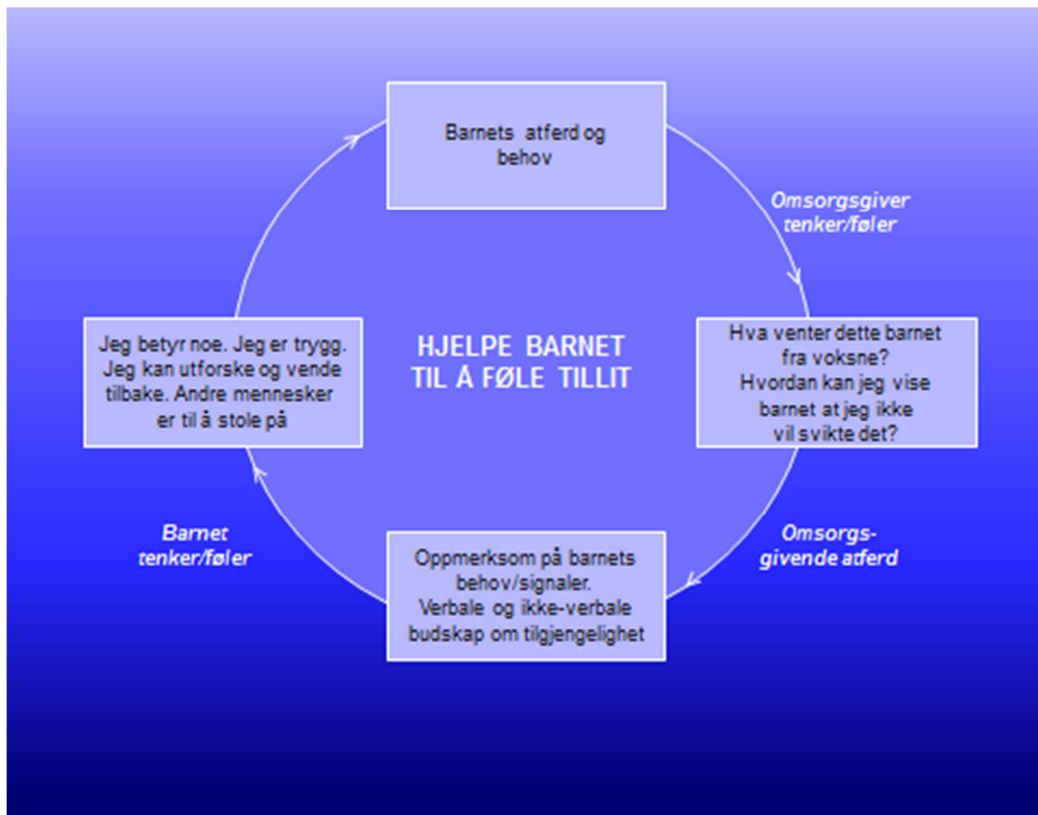 Barnets atferd og
behov
Omsorgsgiver
tenker/føler
Hva venter dette barnet
fra voksne?
Hvordan kan jeg vise
barnet at jeg ikke
vil svikte det?
HJELPE BARNET
TIL Å FØLE TILLIT
Jeg betyr noe. Jeg er trygg.
Jeg kan utforske og vende
tilbake. Andre mennesker
er til å stole på
Omsorgs-
givende atferd
Oppmerksom på barnets
behov/signaler.
Verbale og ikke-verbale
budskap om tilgjengelighet
Barnet
tenker/føler